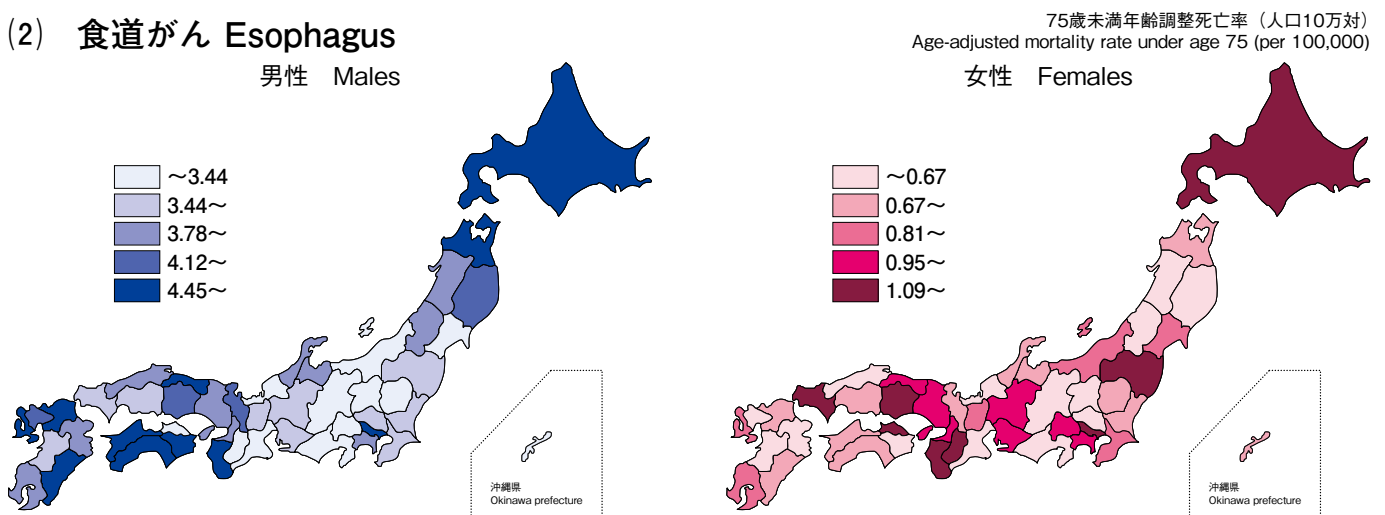 (2) 食道がん Esophagus
75歳未満年齢調整死亡率（人口10万対）
Age-adjusted mortality rate under age 75 (per 100,000)
男性 Males
女性 Females
～3.44
3.44～
3.78～
4.12～
4.45～
～0.67
0.67～
0.81～
0.95～
1.09～
沖縄県
Okinawa prefecture
沖縄県
Okinawa prefecture